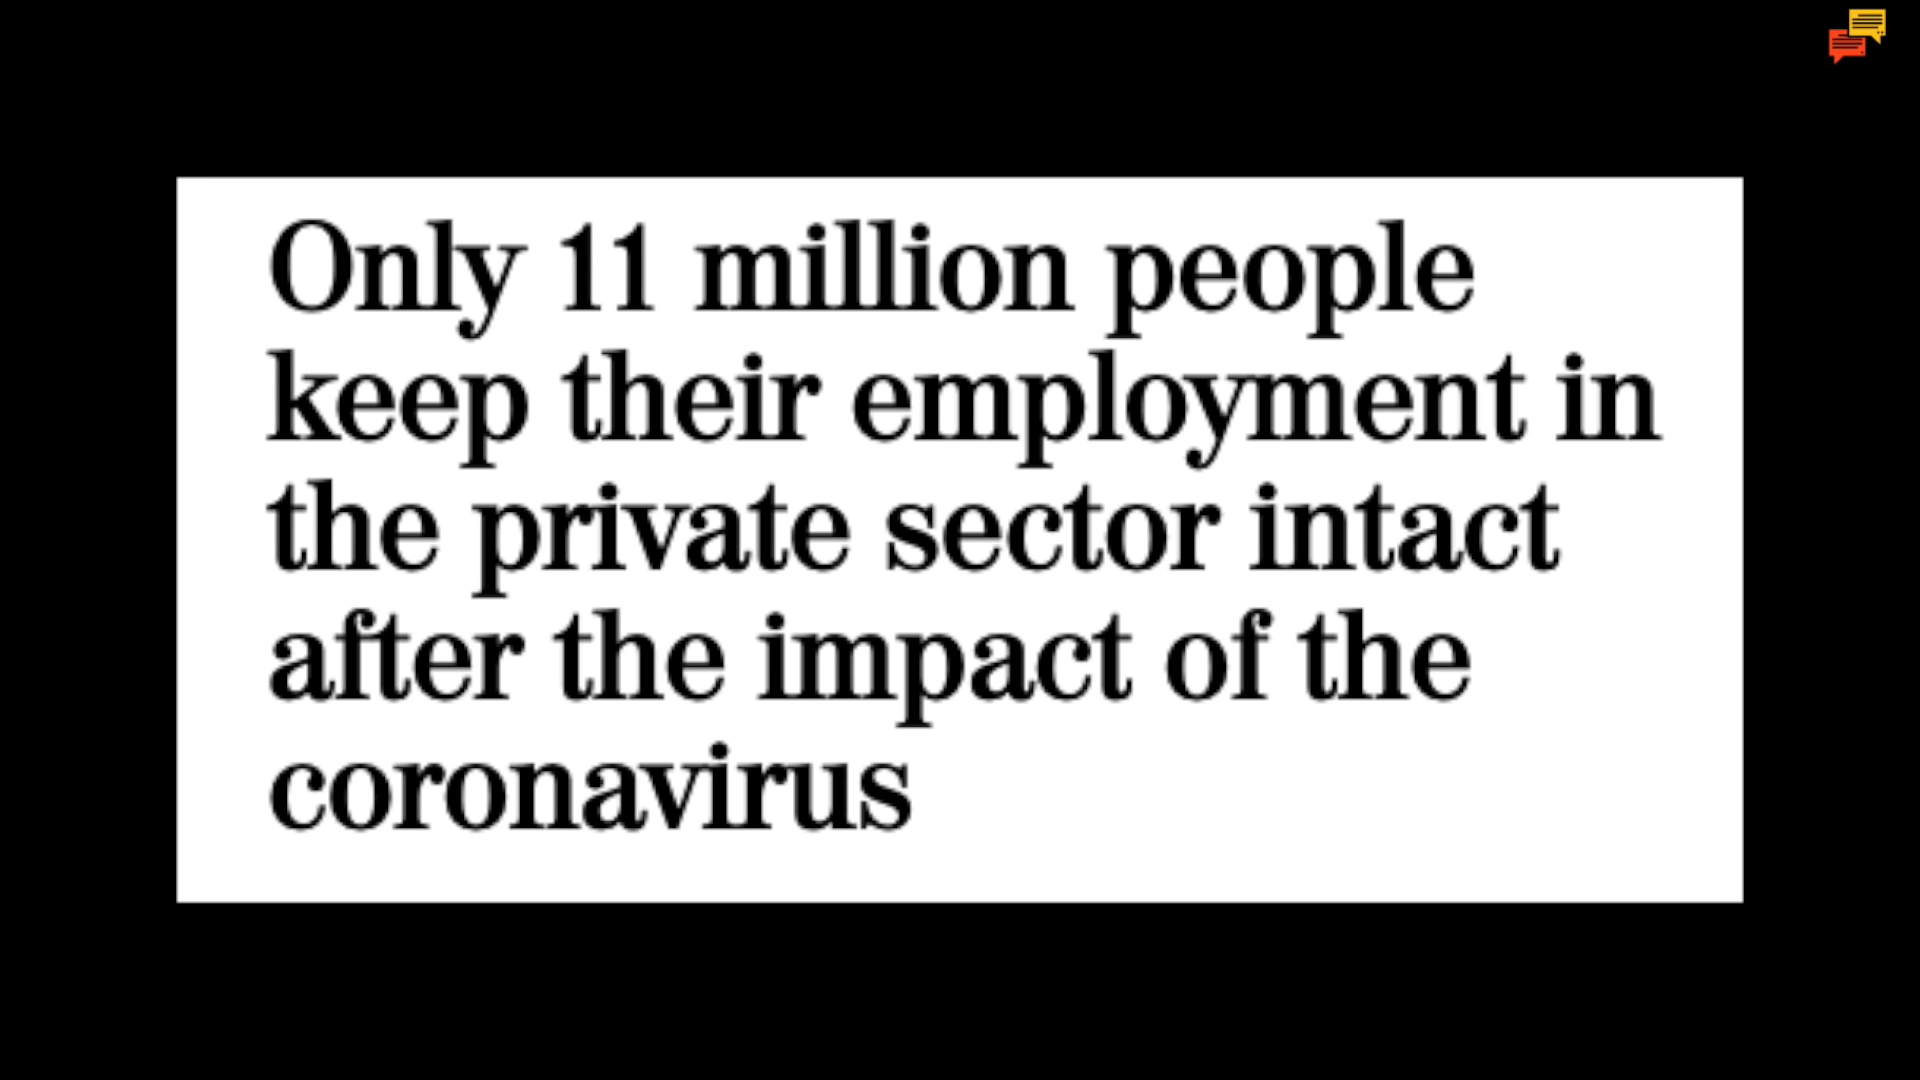 Only 11 million people
keep their employment in
the private sector intact
after the impact of the
coronavirus